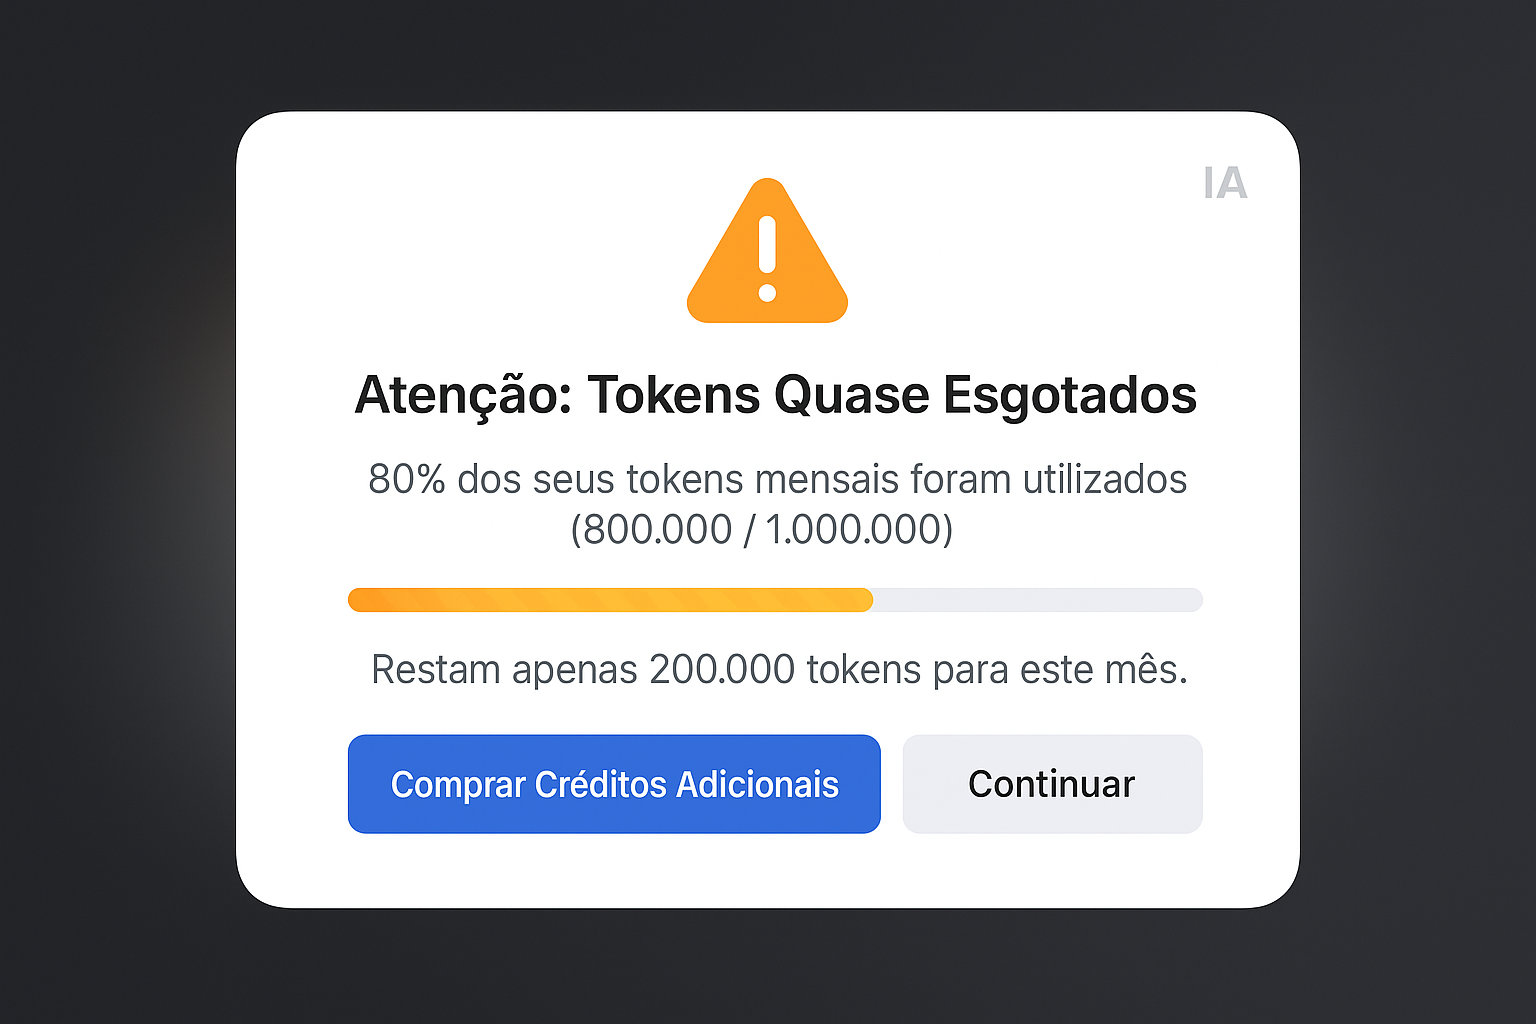 IA
Atenção: Tokens Quase Esgotados
80% dos seus tokens mensais foram utilizados
(800.000 / 1.000.000)
Restam apenas 200.000 tokens para este mês.
Comprar Créditos Adicionais
Continuar